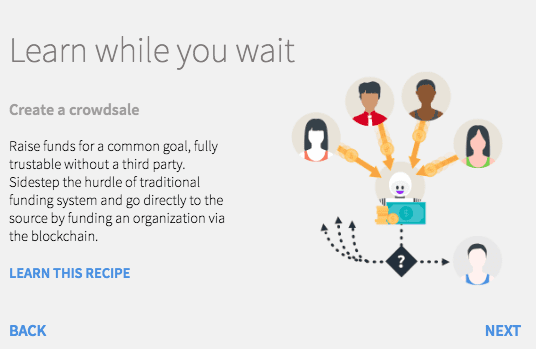 Learn while you wait
Create a crowdsale
Raise funds for a common goal, fully
trustable without a third party.
Sidestep the hurdle of traditional
funding system and go directly to the
source by funding an organization via
the blockchain.
LEARN THIS RECIPE
?
BACK
NEXT